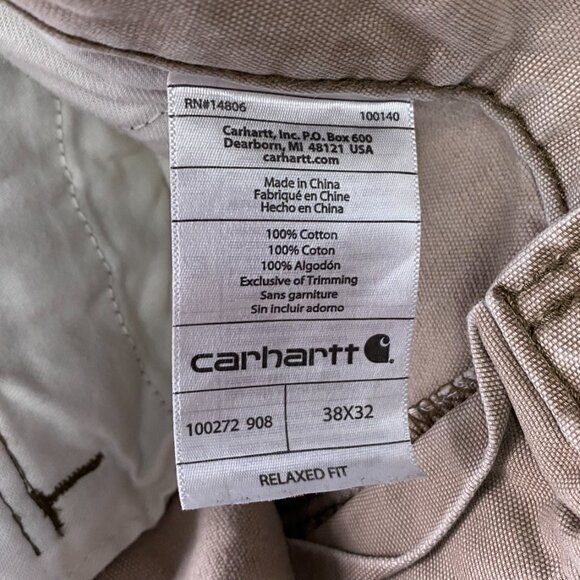 RN#14806 100140
Carhartt, Inc. P.O. Box 600
Dearborn, MI 48121 USA
carhartt.com
Made in China
Fabriqué en Chine
Hecho en China
100% Cotton
100% Coton
100% Algodón
Exclusive of Trimming
Sans garniture
Sin incluir adorno
carhartt
100272 908 38X32
RELAXED FIT